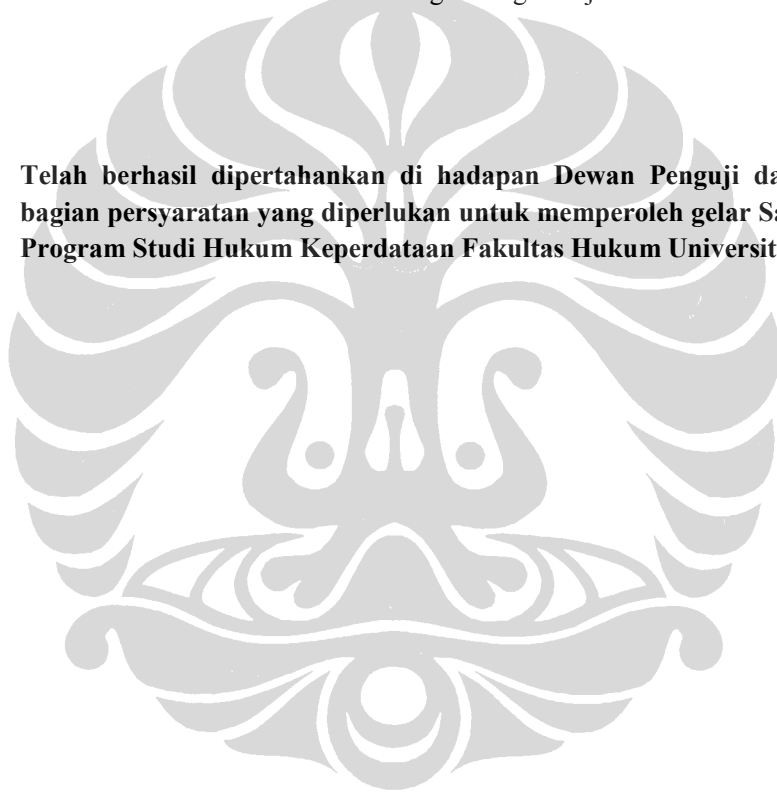 Telah berhasil dipertahankan di hadapan Dewan Penguji da
bagian persyaratan yang diperlukan untuk memperoleh gelar Sa
Program Studi Hukum Keperdataan Fakultas Hukum Universit